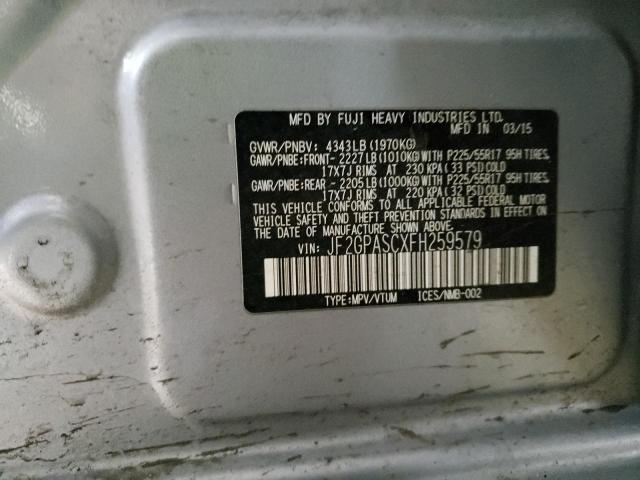 MFD BY FUJI HEAVY INDUSTRIES LTD.
MFD IN 03/15
GVWR/PNBV: 4343LB (1970KG)
GAWR/PNBE:FRONT- 2227LB(1010KG)WITH P225/55R17 95H TIRES,
17X7J RIMS AT 230 KPA( 33 PSI)COLD
GAWR/PNBE:REAR - 2205LB(1000KG)WITH P225/55R17 95H TIRES,
17X7J RIMS AT 220 KPA( 32 PSI)COLD
THIS VEHICLE CONFORMS TO ALL APPLICABLE FEDERAL MOTOR
VEHICLE SAFETY AND THEFT PREVENTION STANDARDS IN EFFECT ON
THE DATE OF MANUFACTURE SHOWN ABOVE.
VIN: JF2GPASCXFH259579
TYPE:MPV/VTUM ICES/NMB-002